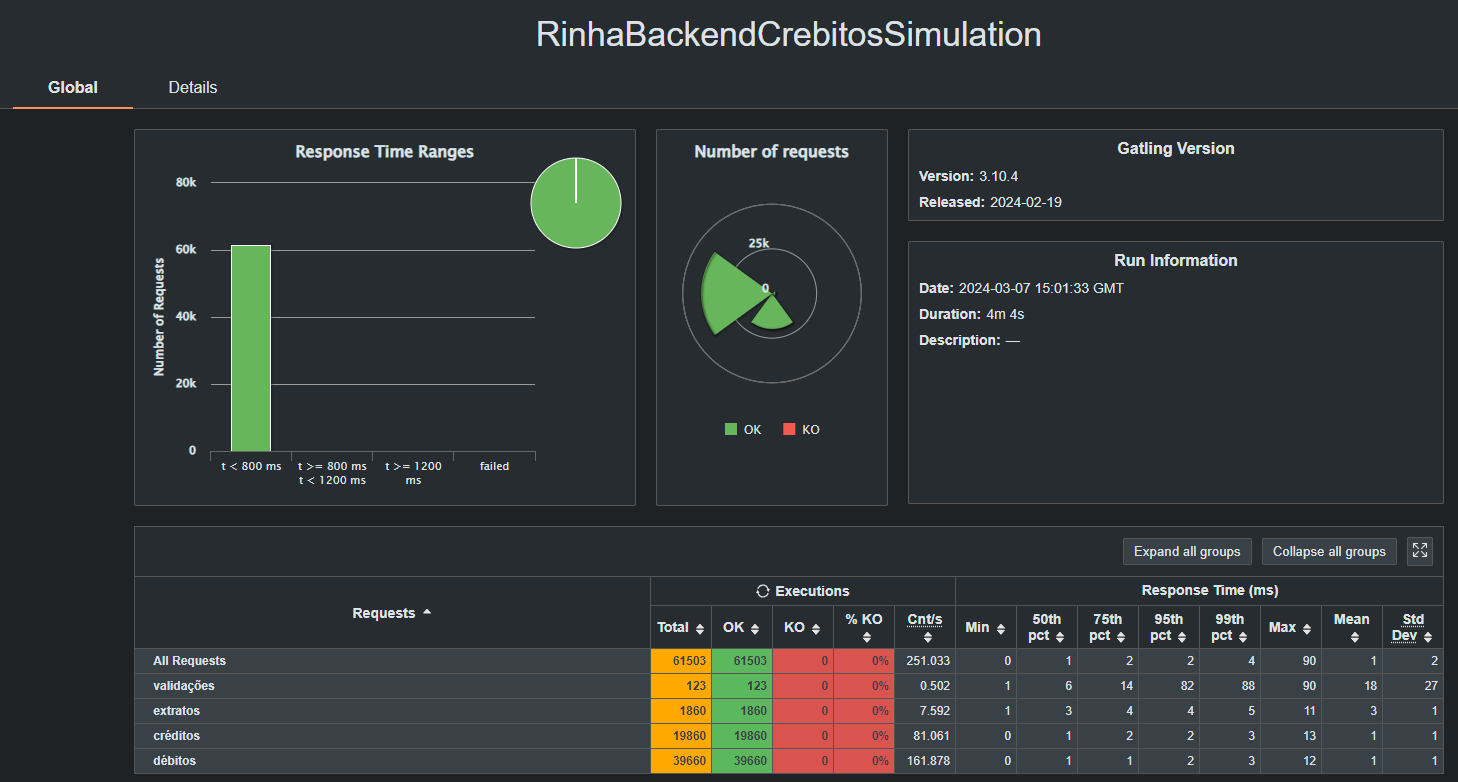 RinhaBackendCrebitosSimulation
Global Details
Response Time Ranges
Number of Requests
80k
60k
40k
20k
0
t < 800 ms
t >= 800 ms
t < 1200 ms
t >= 1200
ms
failed
Number of requests
25k
0
OK KO
Gatling Version
Version: 3.10.4
Released: 2024-02-19
Run Information
Date: 2024-03-07 15:01:33 GMT
Duration: 4m 4s
Description: —
Expand all groups Collapse all groups
Requests
Executions
Response Time (ms)
Total OK KO % KO Cnt/s Min 50th pct 75th pct 95th pct 99th pct Max Mean Std Dev
All Requests 61503 61503 0 0% 251.033 0 1 2 2 4 90 1 2
validações 123 123 0 0% 0.502 1 6 14 82 88 90 18 27
extratos 1860 1860 0 0% 7.592 1 3 4 4 5 11 3 1
créditos 19860 19860 0 0% 81.061 0 1 2 2 3 13 1 1
débitos 39660 39660 0 0% 161.878 0 1 1 2 3 12 1 1